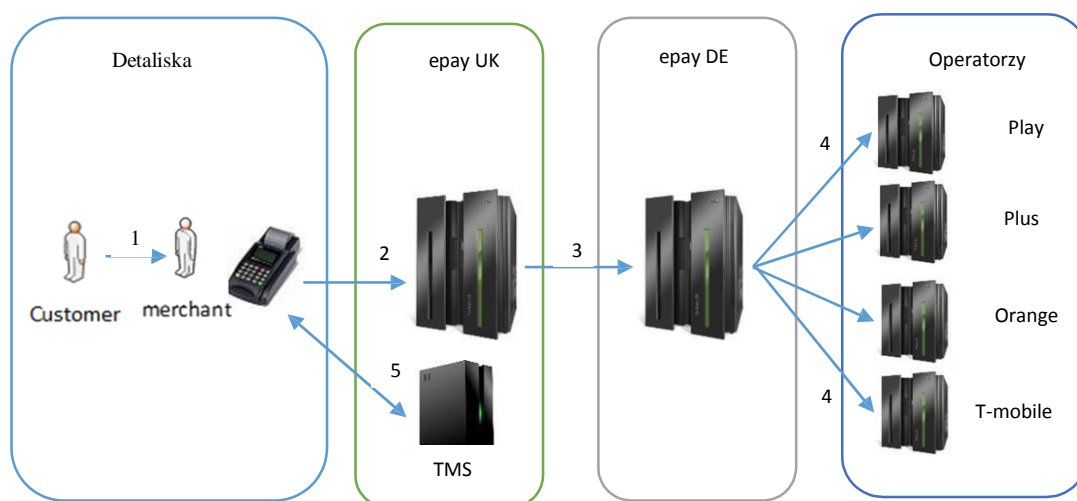 Detaliska
epay UK
epay DE
Operatorzy
Play
Plus
Orange
T-mobile
1
2
3
4
4
5
Customer
merchant
TMS